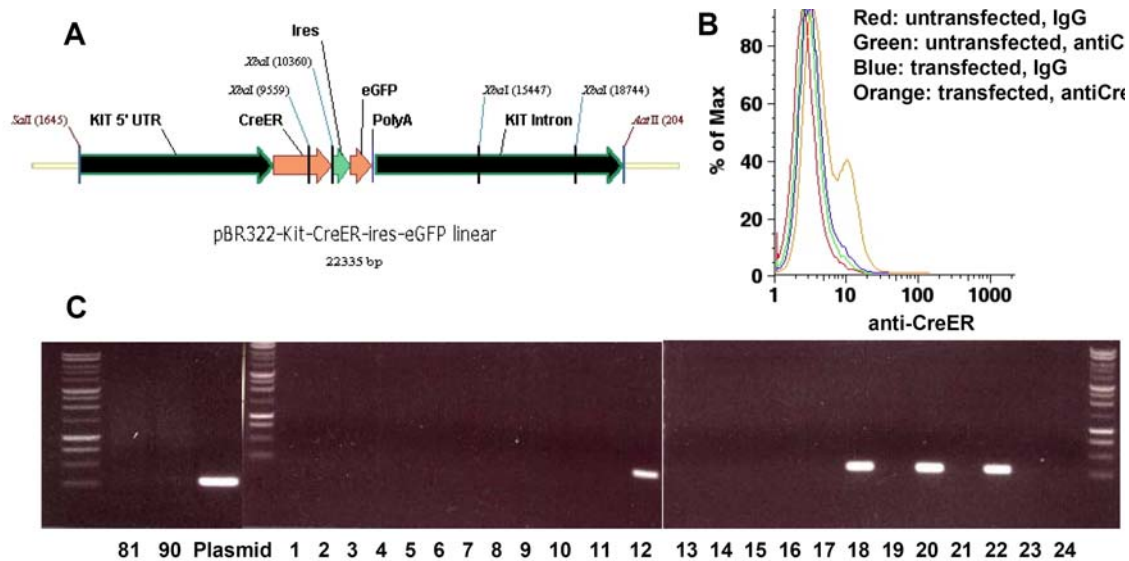 A
Ires
XbaI (10360)
XbaI (9559)
eGFP
XbaI (15447)
XbaI (18744)
SalI (1645)
KIT 5' UTR
CreER
PolyA
KIT Intron
AatII (204
pBR322-Kit-CreER-ires-eGFP linear
22335 bp
B
Red: untransfected, IgG
Green: untransfected, antiC
Blue: transfected, IgG
Orange: transfected, antiCre
% of Max
80
60
40
20
0
1 10 100 1000
anti-CreER
C
81 90 Plasmid 1 2 3 4 5 6 7 8 9 10 11 12 13 14 15 16 17 18 19 20 21 22 23 24